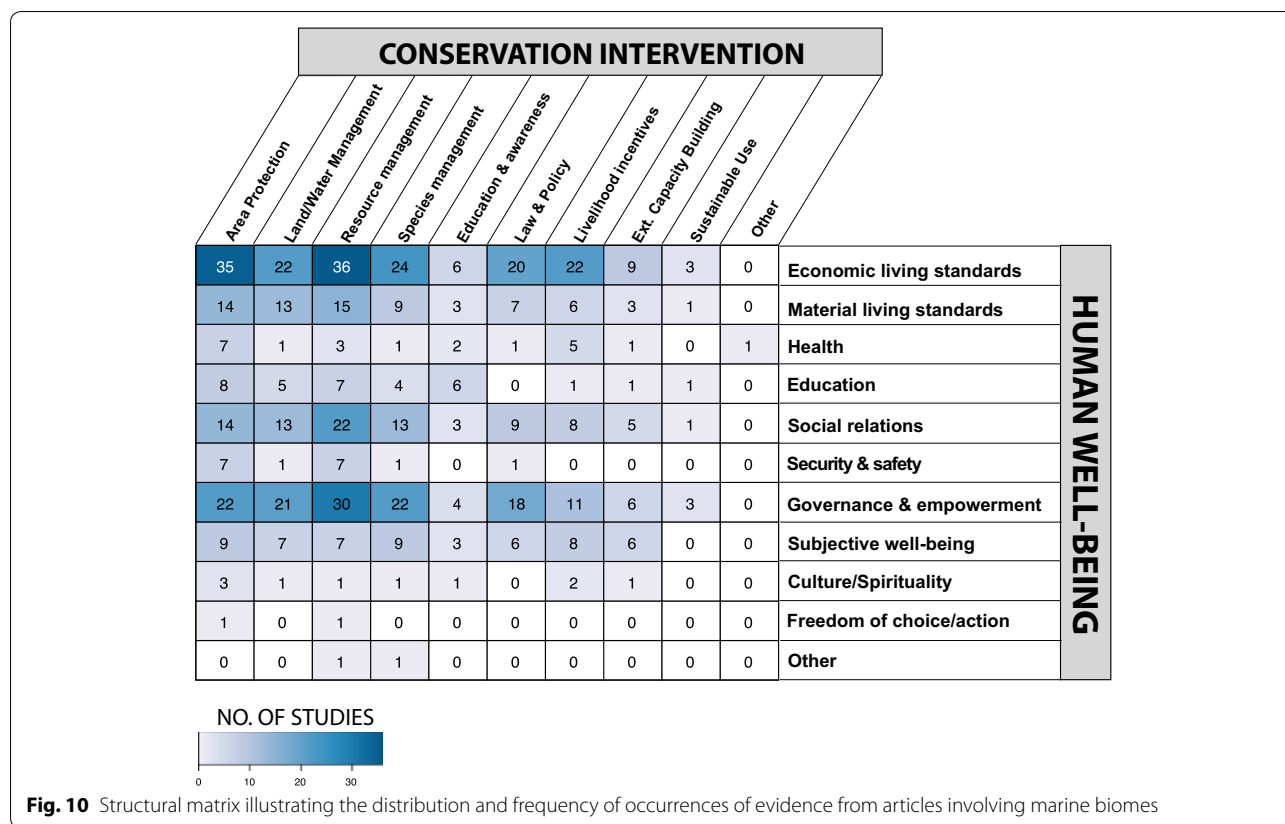 CONSERVATION INTERVENTION
Area Protection
Land/Water Management
Resource management
Species management
Education & awareness
Law & Policy
Livelihood incentives
Ext. Capacity Building
Sustainable Use
Other
35 22 36 24 6 20 22 9 3 0 Economic living standards
14 13 15 9 3 7 6 3 1 0 Material living standards
7 1 3 1 2 1 5 1 0 1 Health
8 5 7 4 6 0 1 1 1 0 Education
14 13 22 13 3 9 8 5 1 0 Social relations
7 1 7 1 0 1 0 0 0 0 Security & safety
22 21 30 22 4 18 11 6 3 0 Governance & empowerment
9 7 7 9 3 6 8 6 0 0 Subjective well-being
3 1 1 1 1 0 2 1 0 0 Culture/Spirituality
1 0 1 0 0 0 0 0 0 0 Freedom of choice/action
0 0 1 1 0 0 0 0 0 0 Other
HUMAN WELL-BEING
NO. OF STUDIES
0 10 20 30
Fig. 10 Structural matrix illustrating the distribution and frequency of occurrences of evidence from articles involving marine biomes